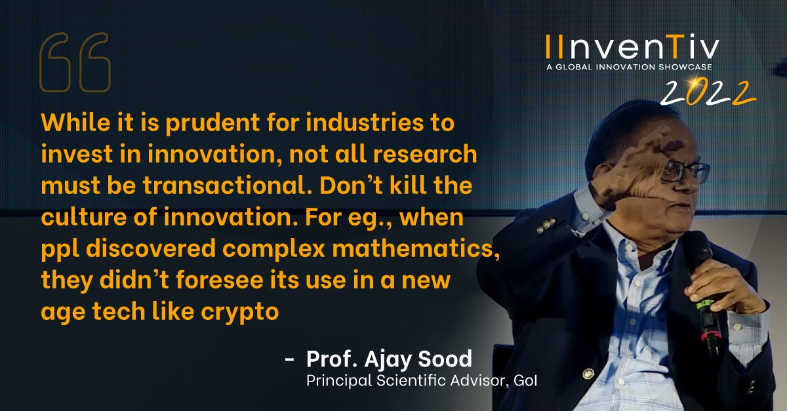 IInvenTiv
A GLOBAL INNOVATION SHOWCASE
2022
While it is prudent for industries to
invest in innovation, not all research
must be transactional. Don’t kill the
culture of innovation. For eg., when
ppl discovered complex mathematics,
they didn’t foresee its use in a new
age tech like crypto
– Prof. Ajay Sood
Principal Scientific Advisor, GoI